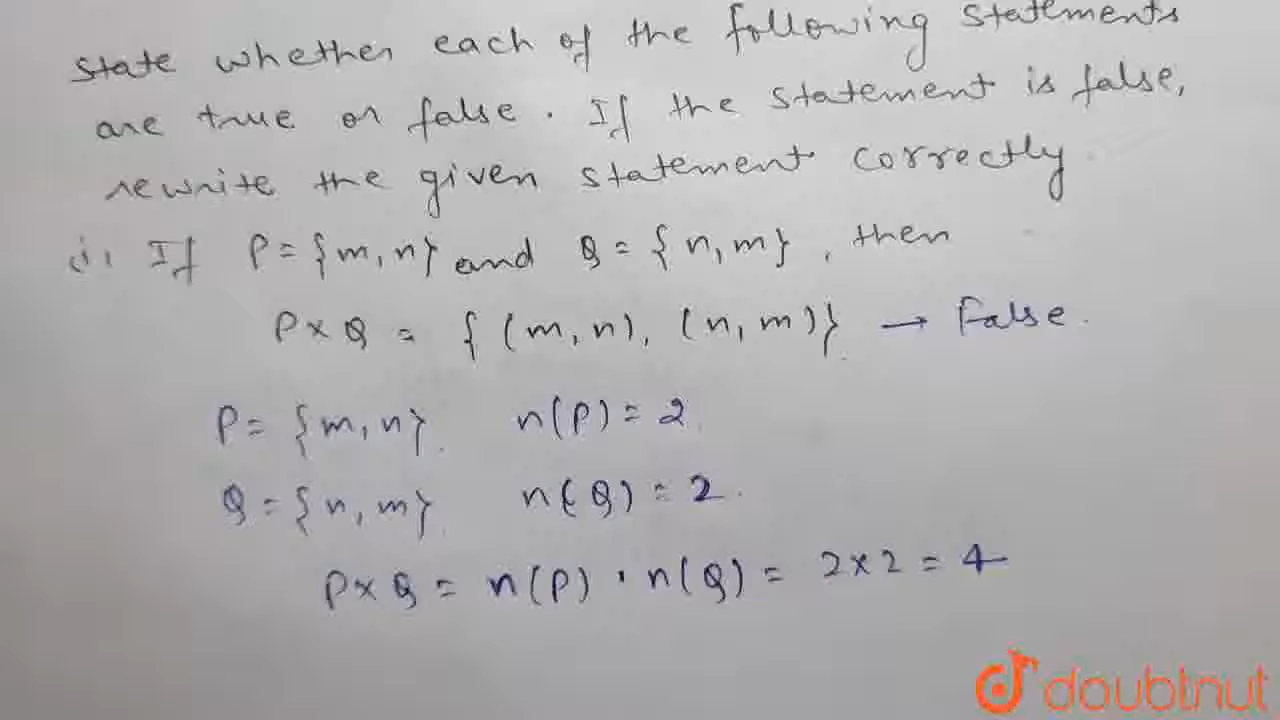 State whether each of the following statements
are true or false. If the statement is false,
rewrite the given statement correctly
(i) If P = {m, n} and Q = {n, m}, then
P × Q = {(m, n), (n, m)} → False.
P = {m, n} n(P) = 2
Q = {n, m} n(Q) = 2.
P × Q = n(P) · n(Q) = 2 × 2 = 4
doubtnut